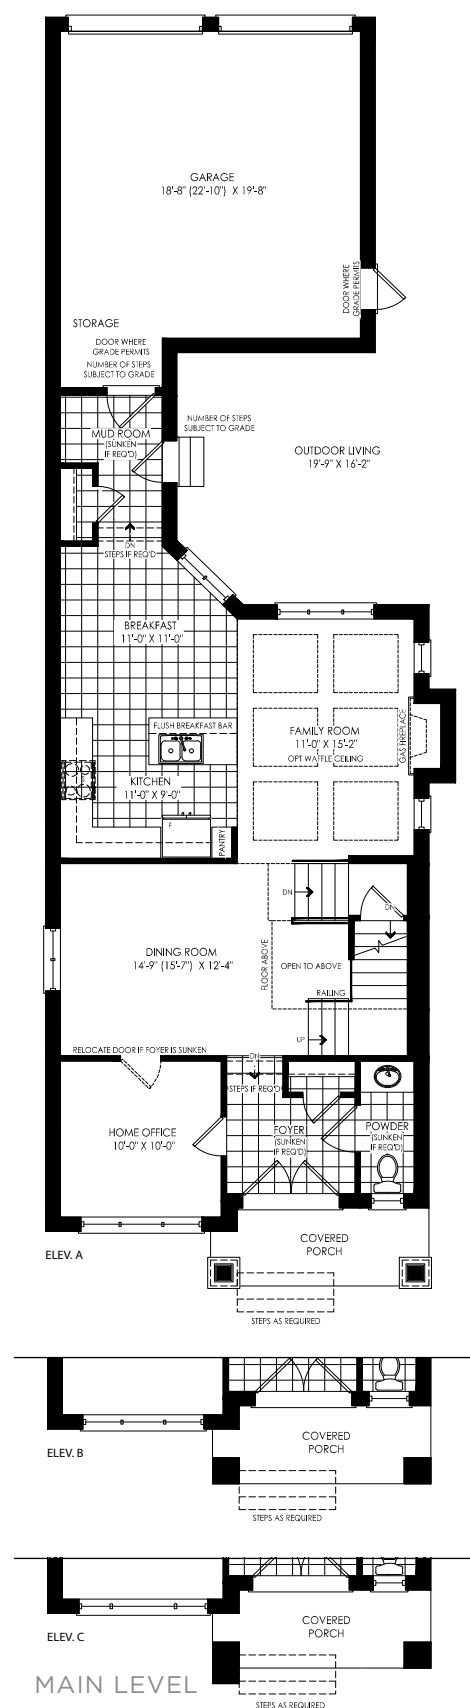 GARAGE
18'-8" (22'-10") X 19'-8"
DOOR WHERE
GRADE PERMITS
STORAGE
DOOR WHERE
GRADE PERMITS
NUMBER OF STEPS
SUBJECT TO GRADE
NUMBER OF STEPS
SUBJECT TO GRADE
MUD ROOM
(SUNKEN
IF REQ'D)
OUTDOOR LIVING
19'-9" X 16'-2"
DN
STEPS IF REQ'D
BREAKFAST
11'-0" X 11'-0"
FLUSH BREAKFAST BAR
FAMILY ROOM
11'-0" X 15'-2"
OPT WAFFLE CEILING
GAS FIREPLACE
KITCHEN
11'-0" X 9'-0"
F
PANTRY
DN
DN
DINING ROOM
14'-9" (15'-7") X 12'-4"
FLOOR ABOVE
OPEN TO ABOVE
RAILING
UP
RELOCATE DOOR IF FOYER IS SUNKEN
DN
STEPS IF REQ'D
HOME OFFICE
10'-0" X 10'-0"
FOYER
(SUNKEN
IF REQ'D)
POWDER
(SUNKEN
IF REQ'D)
COVERED
PORCH
ELEV. A
STEPS AS REQUIRED
COVERED
PORCH
ELEV. B
STEPS AS REQUIRED
COVERED
PORCH
ELEV. C
MAIN LEVEL
STEPS AS REQUIRED